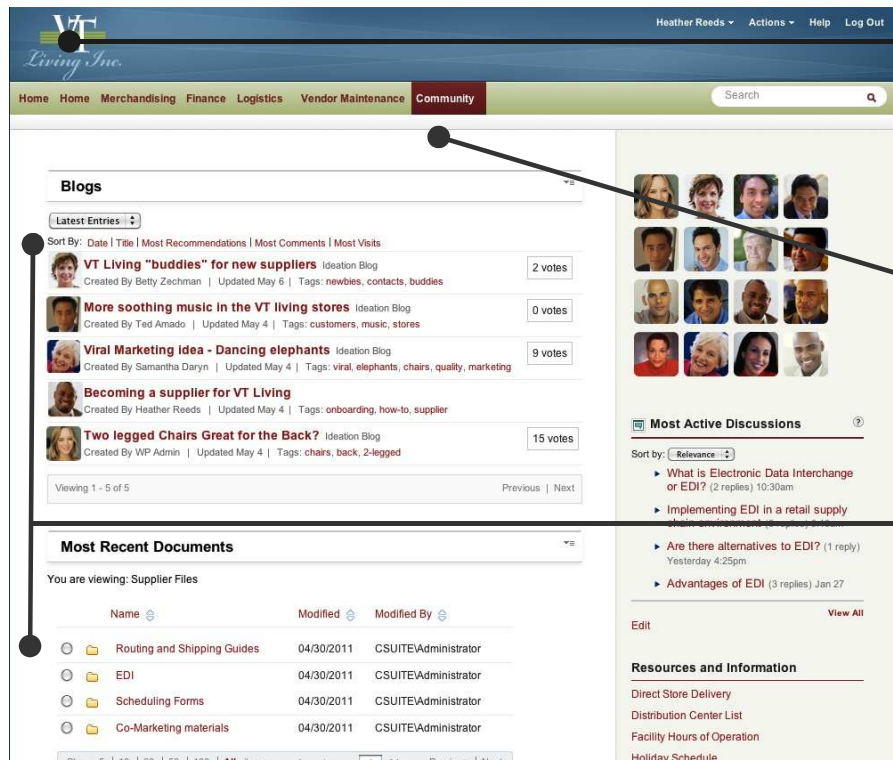 VT
Living Inc.
Heather Reeds Actions Help Log Out
Home Home Merchandising Finance Logistics Vendor Maintenance Community
Search
Blogs
Latest Entries
Sort By: Date | Title | Most Recommendations | Most Comments | Most Visits
VT Living "buddies" for new suppliers Ideation Blog
2 votes
Created By Betty Zechman | Updated May 6 | Tags: newbies, contacts, buddies
More soothing music in the VT living stores Ideation Blog
0 votes
Created By Ted Amado | Updated May 4 | Tags: customers, music, stores
Viral Marketing idea - Dancing elephants Ideation Blog
9 votes
Created By Samantha Daryn | Updated May 4 | Tags: viral, elephants, chairs, quality, marketing
Becoming a supplier for VT Living
Created By Heather Reeds | Updated May 4 | Tags: onboarding, how-to, supplier
Two legged Chairs Great for the Back? Ideation Blog
15 votes
Created By WP Admin | Updated May 4 | Tags: chairs, back, 2-legged
Viewing 1 - 5 of 5 Previous | Next
Most Recent Documents
You are viewing: Supplier Files
Name Modified Modified By
Routing and Shipping Guides 04/30/2011 CSUITE\Administrator
EDI 04/30/2011 CSUITE\Administrator
Scheduling Forms 04/30/2011 CSUITE\Administrator
Co-Marketing materials 04/30/2011 CSUITE\Administrator
Most Active Discussions ?
Sort by: Relevance
What is Electronic Data Interchange
or EDI? (2 replies) 10:30am
Implementing EDI in a retail supply
chain environment
Are there alternatives to EDI? (1 reply)
Yesterday 4:25pm
Advantages of EDI (3 replies) Jan 27
View All
Edit
Resources and Information
Direct Store Delivery
Distribution Center List
Facility Hours of Operation
Holiday Schedule